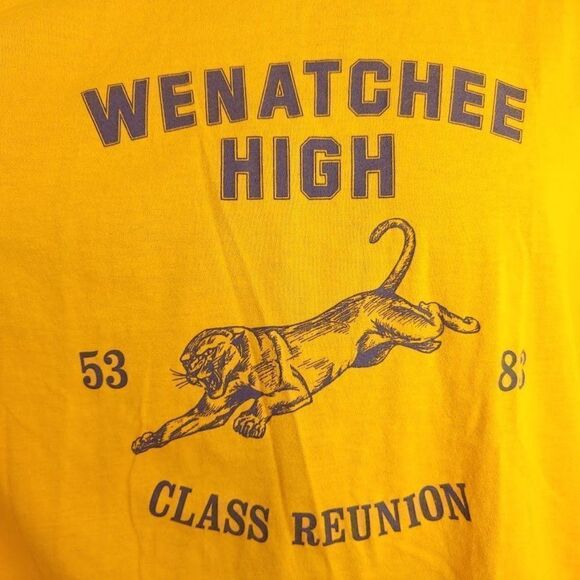 WENATCHEE
HIGH
53 83
CLASS REUNION